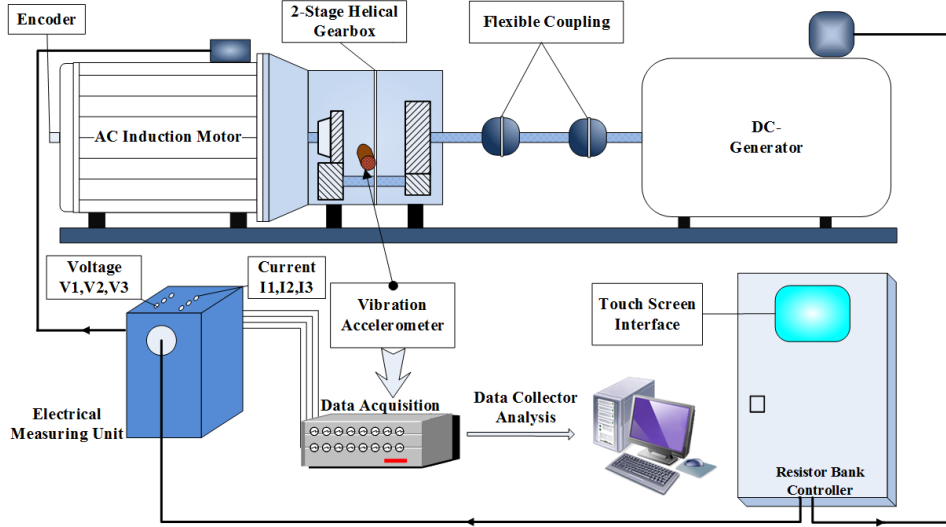 Encoder
2-Stage Helical
Gearbox
Flexible Coupling
AC Induction Motor
DC-
Generator
Voltage
V1,V2,V3
Current
I1,I2,I3
Vibration
Accelerometer
Touch Screen
Interface
Electrical
Measuring Unit
Data Acquisition
Data Collector
Analysis
Resistor Bank
Controller